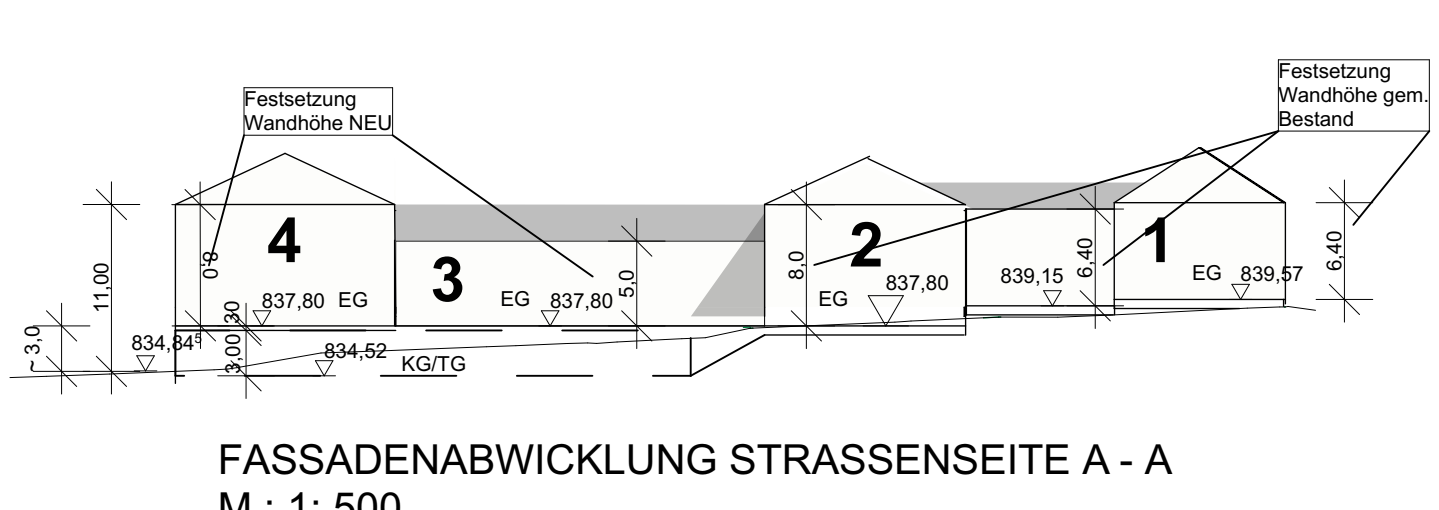 Festsetzung
Wandhöhe gem.
Bestand
Festsetzung
Wandhöhe NEU
4
3
2
1
11,00
8,0
5,0
8,0
6,40
6,40
837,80 EG
EG 837,80
EG
837,80
839,15
EG 839,57
30
3,00
~ 3,0
834,84⁵
834,52
KG/TG
FASSADENABWICKLUNG STRASSENSEITE A - A
M : 1: 500